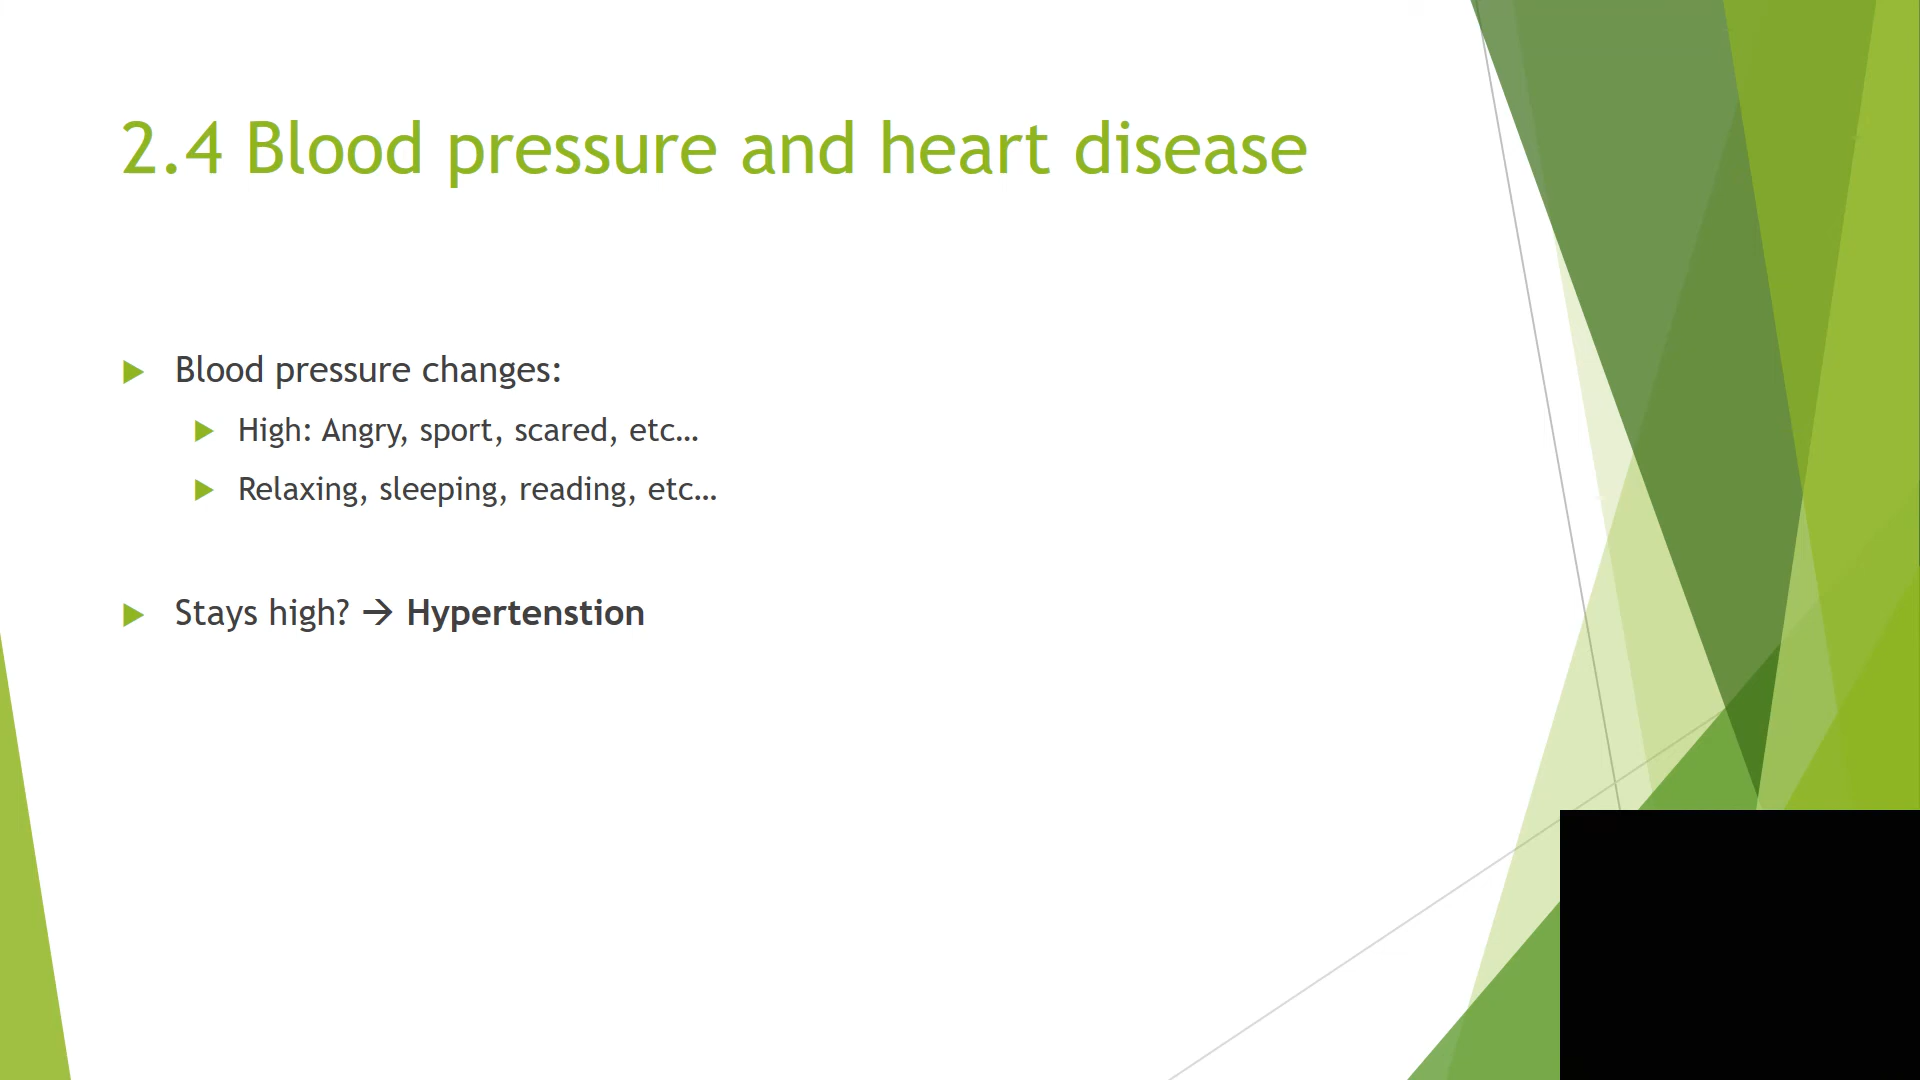 2.4 Blood pressure and heart disease
Blood pressure changes:
High: Angry, sport, scared, etc…
Relaxing, sleeping, reading, etc…
Stays high? → Hypertenstion